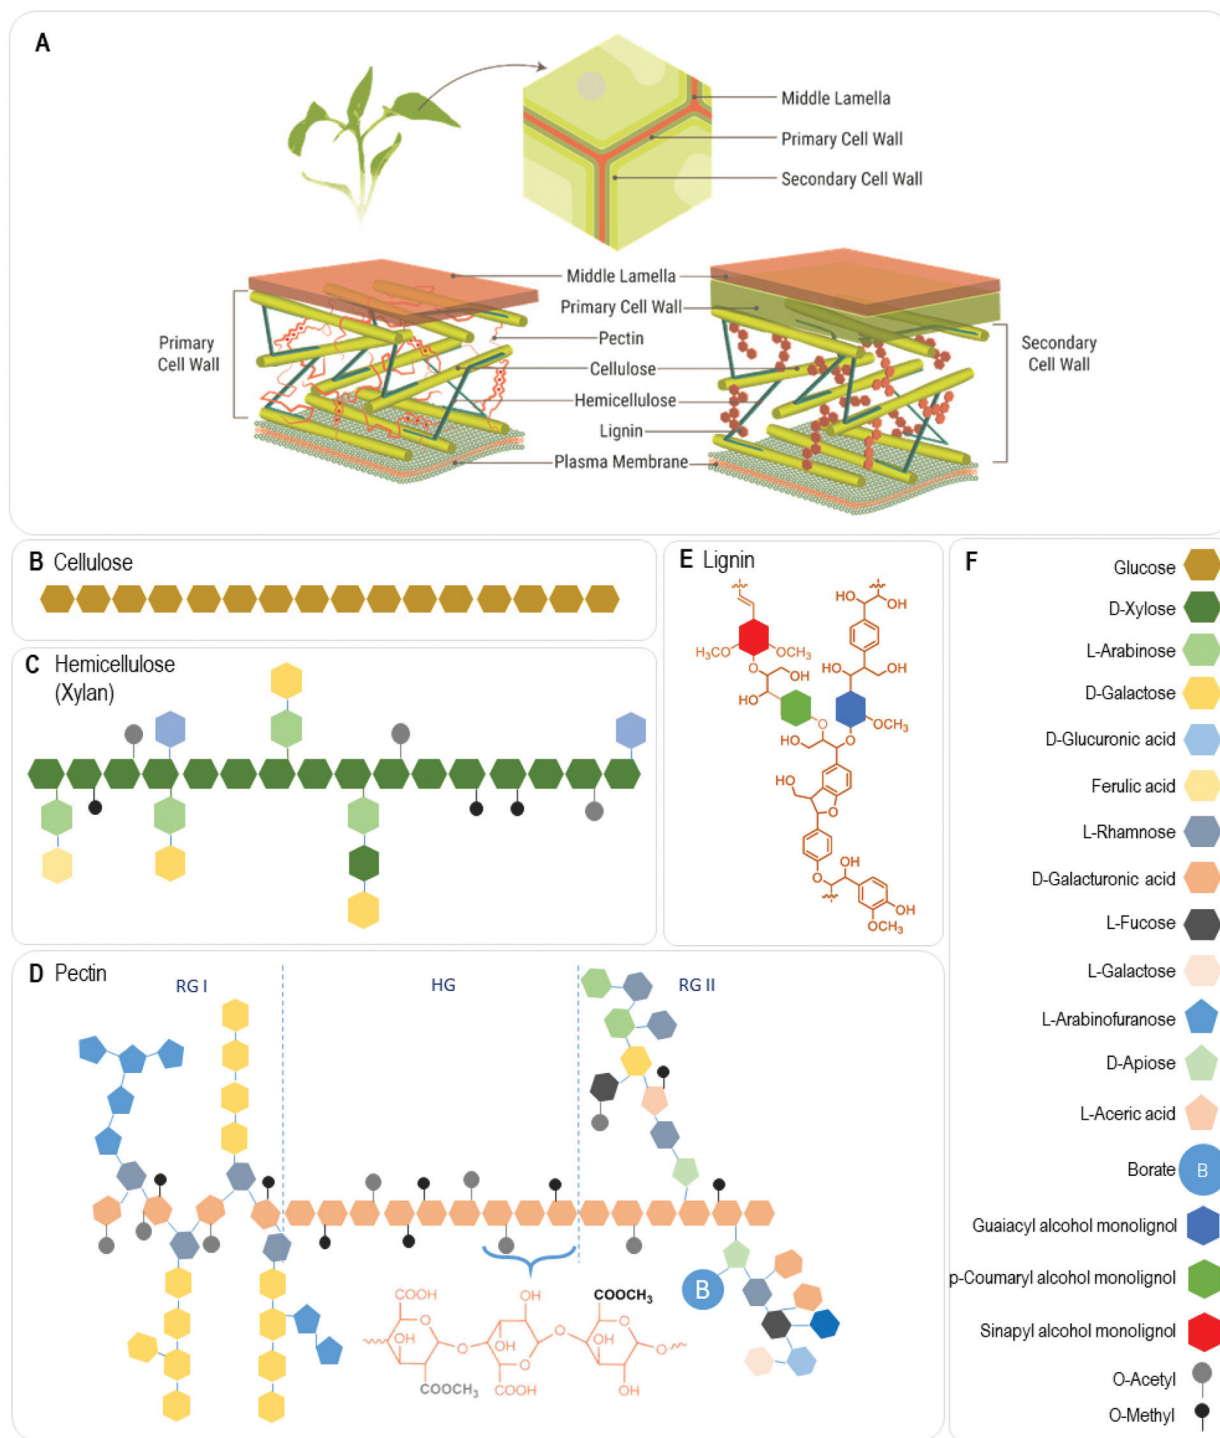 A
Middle Lamella
Primary Cell Wall
Secondary Cell Wall
Middle Lamella
Primary Cell Wall
Pectin
Cellulose
Hemicellulose
Lignin
Plasma Membrane
Primary
Cell Wall
Secondary
Cell Wall
B Cellulose
C Hemicellulose
(Xylan)
E Lignin
OH
OH
H₃CO
OCH₃
O
OH
HO
HO
OH
OCH₃
O
O
HO
HO
O
O
OH
OH
OCH₃
D Pectin
RG I
HG
RG II
B
COOH
O
OH
O
COOCH₃
OH
OH
O
COOH
O
COOCH₃
O
OH
OH
O
F
Glucose
D-Xylose
L-Arabinose
D-Galactose
D-Glucuronic acid
Ferulic acid
L-Rhamnose
D-Galacturonic acid
L-Fucose
L-Galactose
L-Arabinofuranose
D-Apiose
L-Aceric acid
Borate B
Guaiacyl alcohol monolignol
p-Coumaryl alcohol monolignol
Sinapyl alcohol monolignol
O-Acetyl
O-Methyl